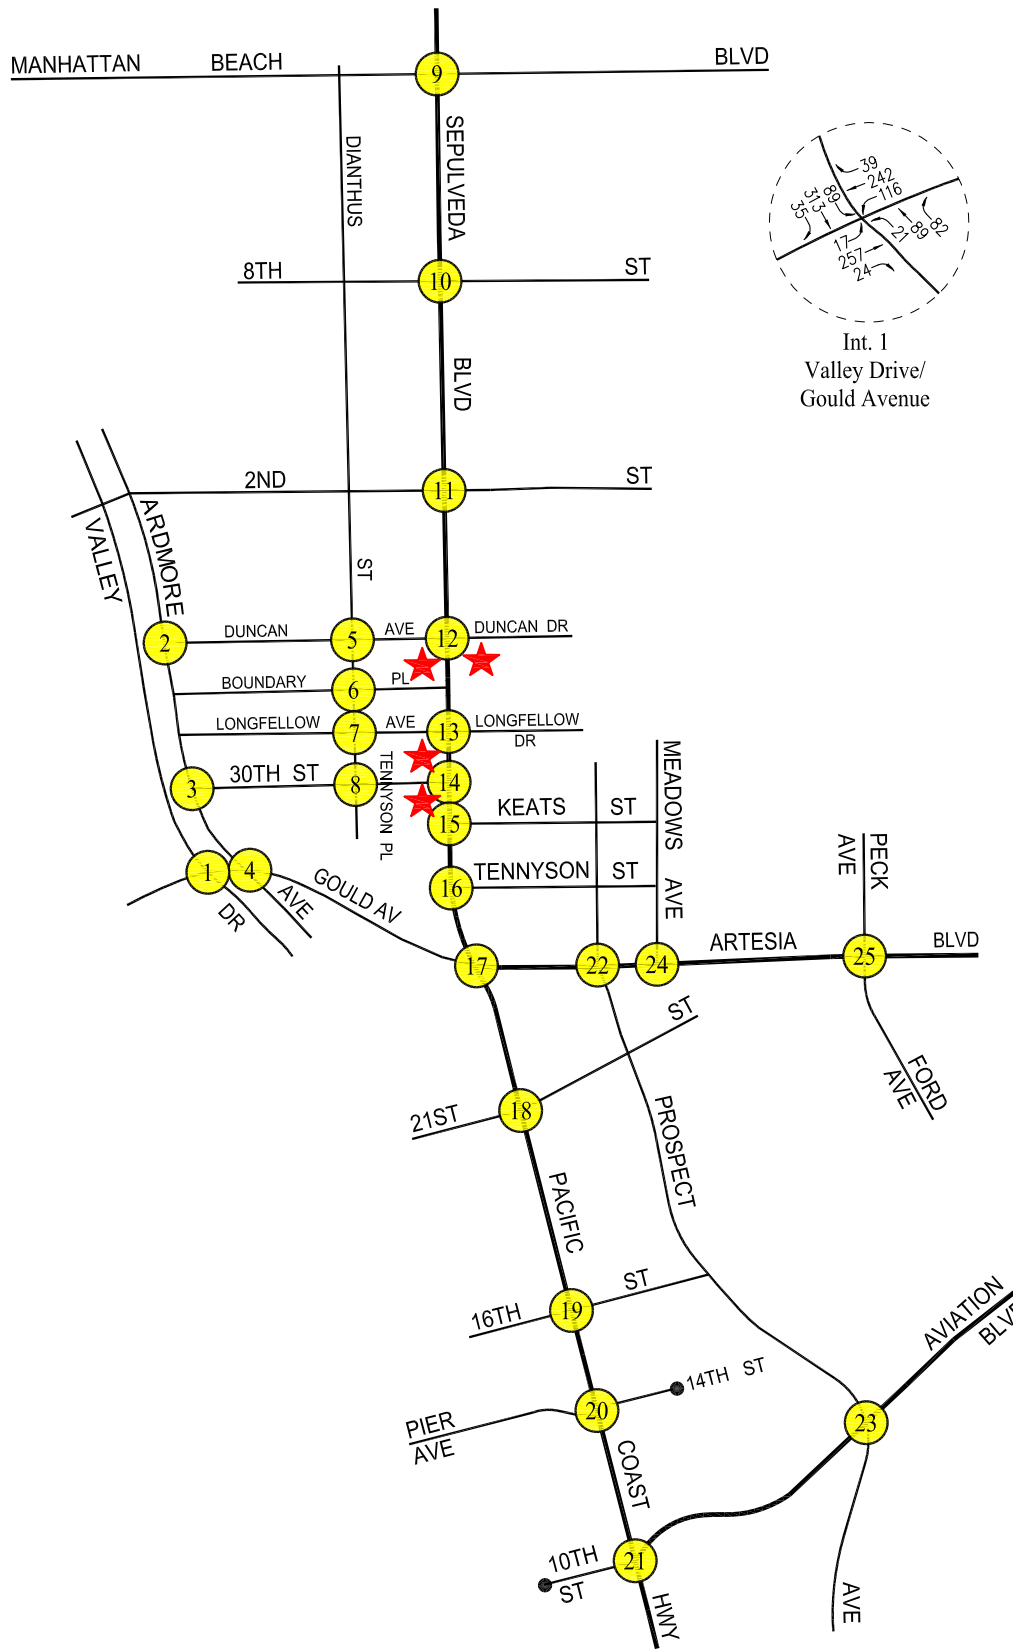 MANHATTAN BEACH BLVD
9
SEPULVEDA
DIANTHUS
39
242
116
89
313
35
82
89
21
17
257
24
8TH ST
10
Int. 1
Valley Drive/
Gould Avenue
BLVD
2ND ST
11
VALLEY
ARDMORE
ST
2
DUNCAN
5
AVE
12
DUNCAN DR
BOUNDARY
6
PL
LONGFELLOW
7
AVE
13
LONGFELLOW
DR
3
30TH ST
8
TENNYSON PL
14
15
KEATS ST
MEADOWS AVE
1
4
DR
AVE
GOULD AV
16
TENNYSON ST
PECK
AVE
17
22
24
ARTESIA
25
BLVD
FORD
AVE
21ST
18
ST
PROSPECT
PACIFIC
16TH
19
ST
AVIATION
PIER
AVE
20
14TH ST
23
COAST
10TH
ST
21
HWY
AVE